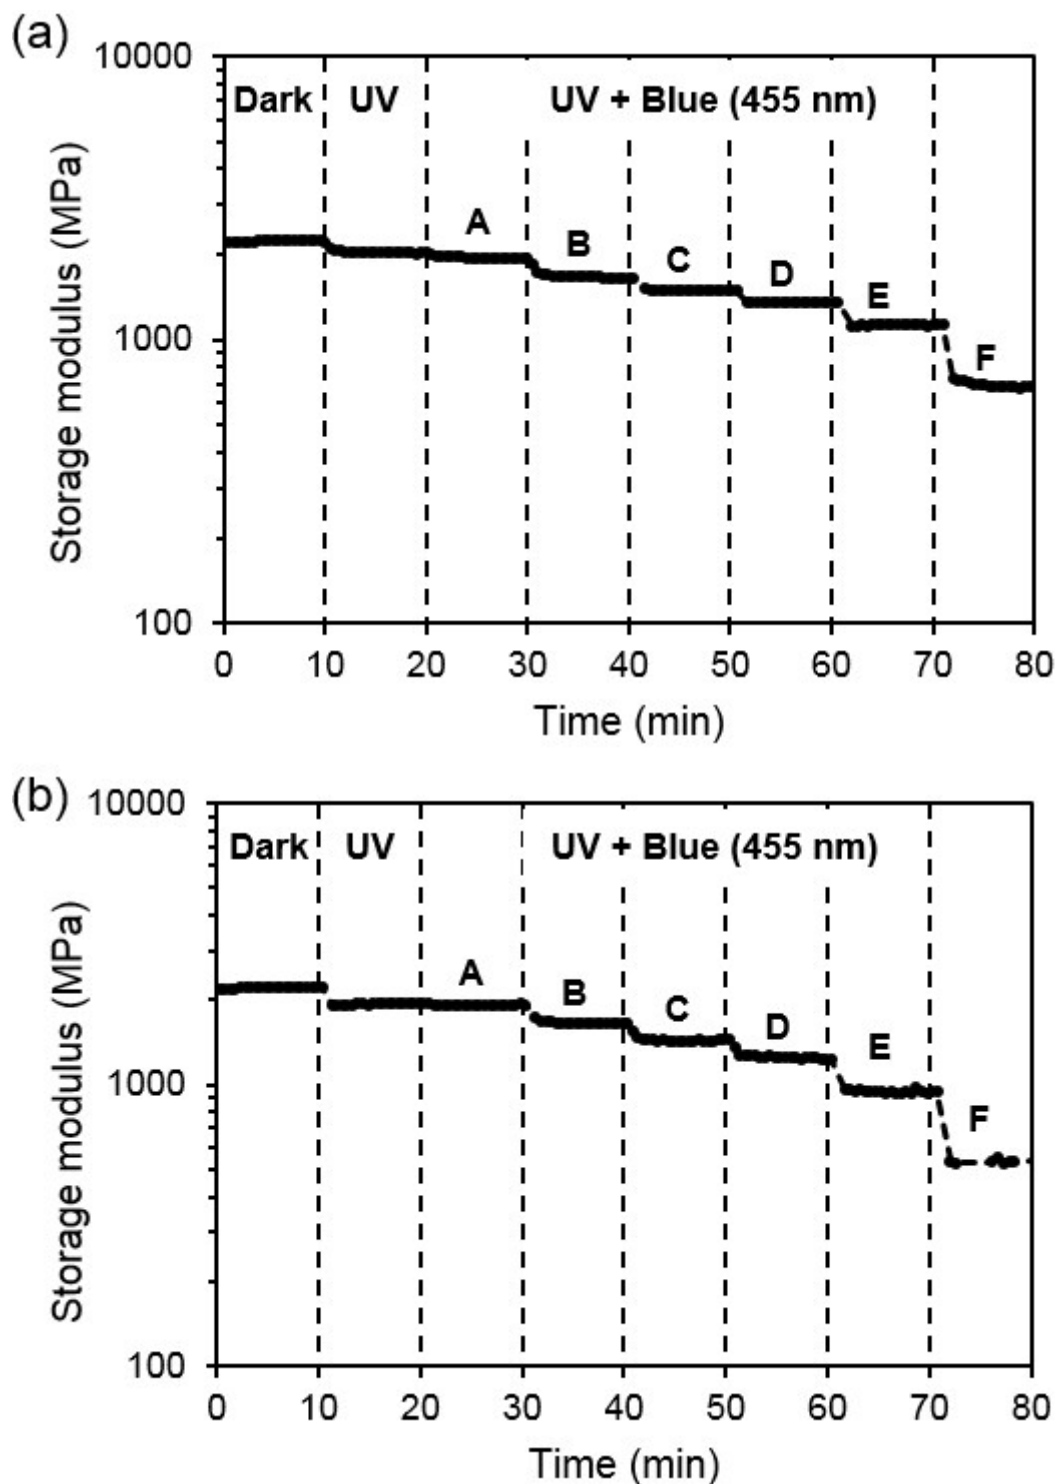 (a)
10000
Dark UV UV + Blue (455 nm)
A
B
C
D
E
F
1000
100
0 10 20 30 40 50 60 70 80
Storage modulus (MPa)
Time (min)
(b)
10000
Dark UV UV + Blue (455 nm)
A
B
C
D
E
F
1000
100
0 10 20 30 40 50 60 70 80
Storage modulus (MPa)
Time (min)